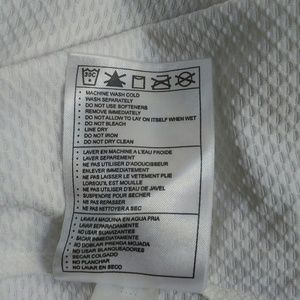 30C
• MACHINE WASH COLD
WASH SEPARATELY
• DO NOT USE SOFTENERS
• REMOVE IMMEDIATELY
• DO NOT ALLOW TO LAY ON ITSELF WHEN WET
• DO NOT BLEACH
• LINE DRY
• DO NOT IRON
• DO NOT DRY CLEAN
• LAVER EN MACHINE A L'EAU FROIDE
LAVER SEPAREMENT
• NE PAS UTILISER D'ADOUCISSEUR
• ENLEVER IMMÉDIATEMENT
• NE PAS LAISSER LE VETEMENT PLIE
LORSQU'IL EST MOUILLE
• NE PAS UTILISER D'EAU DE JAVEL
• SUSPENDRE POUR SECHER
• NE PAS REPASSER
• NE PAS NETTOYER A SEC
• LAVAR A MAQUINA EN AGUA FRIA
LAVAR SEPARADAMENTE
• NO USAR SUAVIZANTES
• SACAR IMMEDIATAMENTE
• NO DOBLAR PRENDA MOJADA
• NO USAR BLANQUEADORES
• SECAR COLGADO
• NO PLANCHAR
• NO LAVAR EN SECO